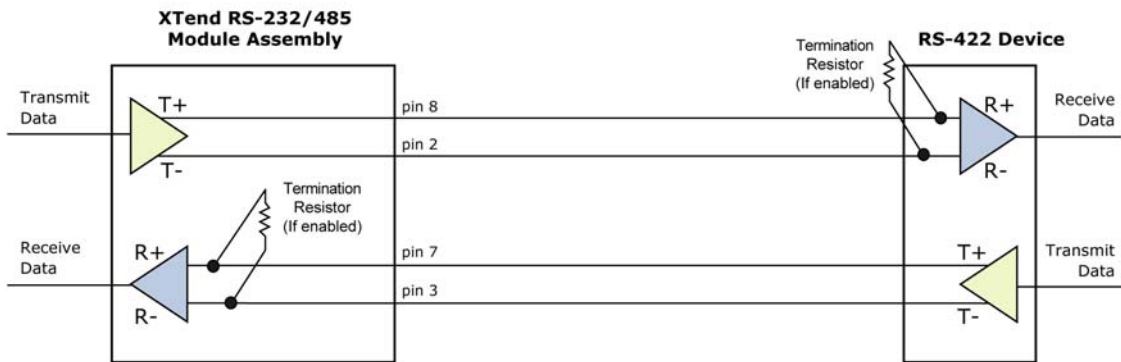 XTend RS-232/485
Module Assembly
RS-422 Device
Termination
Resistor
(If enabled)
Transmit
Data
T+
T-
pin 8
pin 2
R+
R-
Receive
Data
Termination
Resistor
(If enabled)
Receive
Data
R+
R-
pin 7
pin 3
T+
T-
Transmit
Data